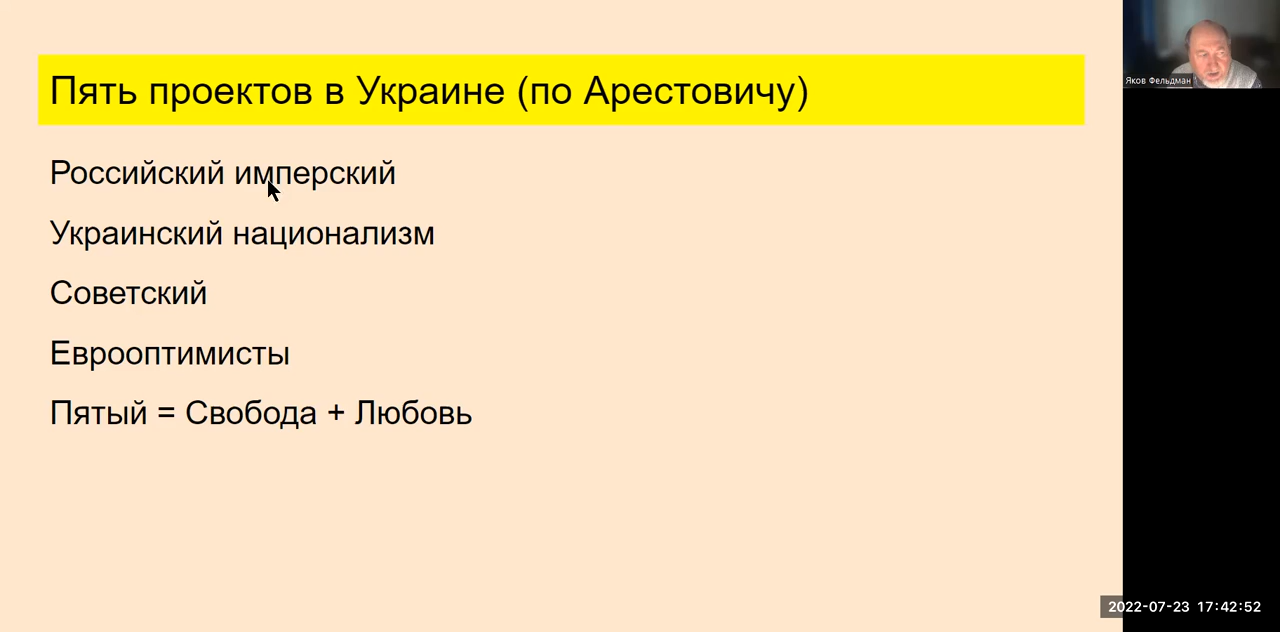 Пять проектов в Украине (по Арестовичу)
Российский имперский
Украинский национализм
Советский
Еврооптимисты
Пятый = Свобода + Любовь
Яков Фельдман
2022-07-23 17:42:52